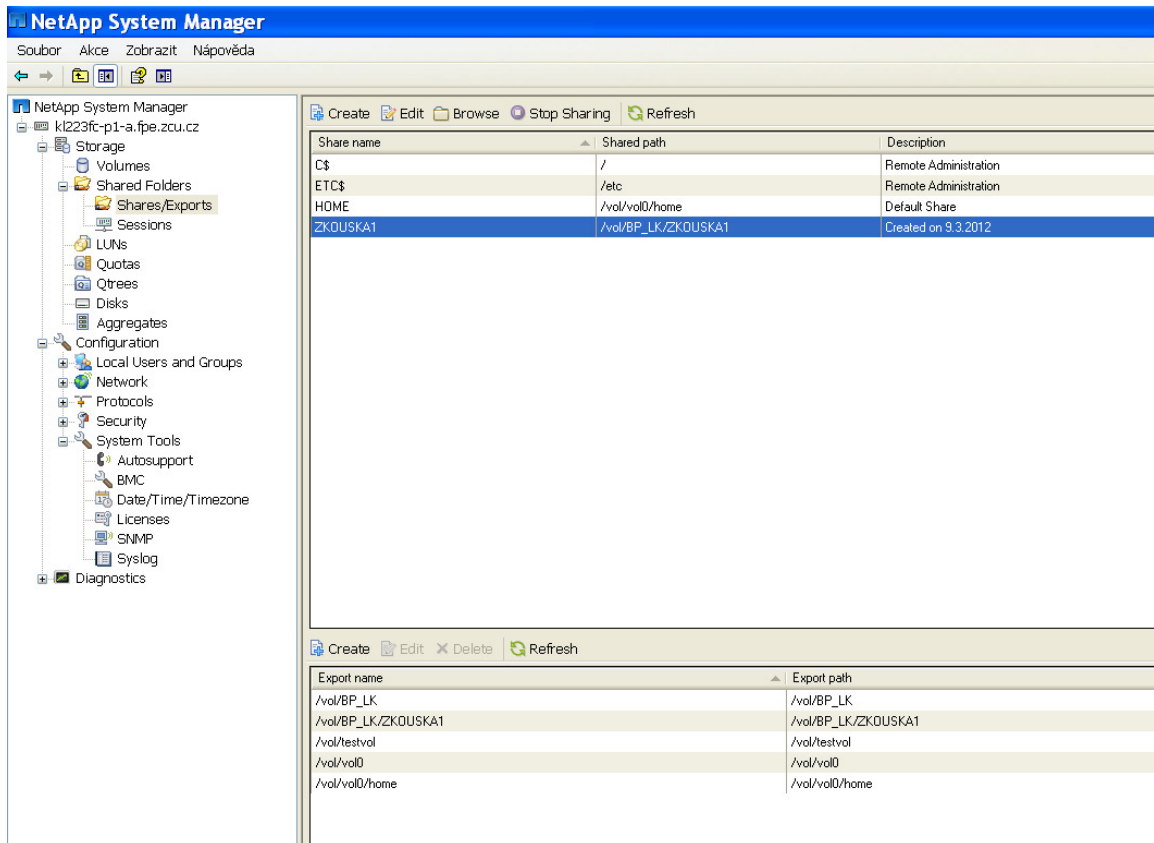 NetApp System Manager
Soubor Akce Zobrazit Nápověda
NetApp System Manager
kl223fc-p1-a.fpe.zcu.cz
Storage
Volumes
Shared Folders
Shares/Exports
Sessions
LUNs
Quotas
Qtrees
Disks
Aggregates
Configuration
Local Users and Groups
Network
Protocols
Security
System Tools
Autosupport
BMC
Date/Time/Timezone
Licenses
SNMP
Syslog
Diagnostics
Create Edit Browse Stop Sharing Refresh
Share name Shared path Description
C$ / Remote Administration
ETC$ /etc Remote Administration
HOME /vol/vol0/home Default Share
ZKOUSKA1 /vol/BP_LK/ZKOUSKA1 Created on 9.3.2012
Create Edit Delete Refresh
Export name Export path
/vol/BP_LK /vol/BP_LK
/vol/BP_LK/ZKOUSKA1 /vol/BP_LK/ZKOUSKA1
/vol/testvol /vol/testvol
/vol/vol0 /vol/vol0
/vol/vol0/home /vol/vol0/home